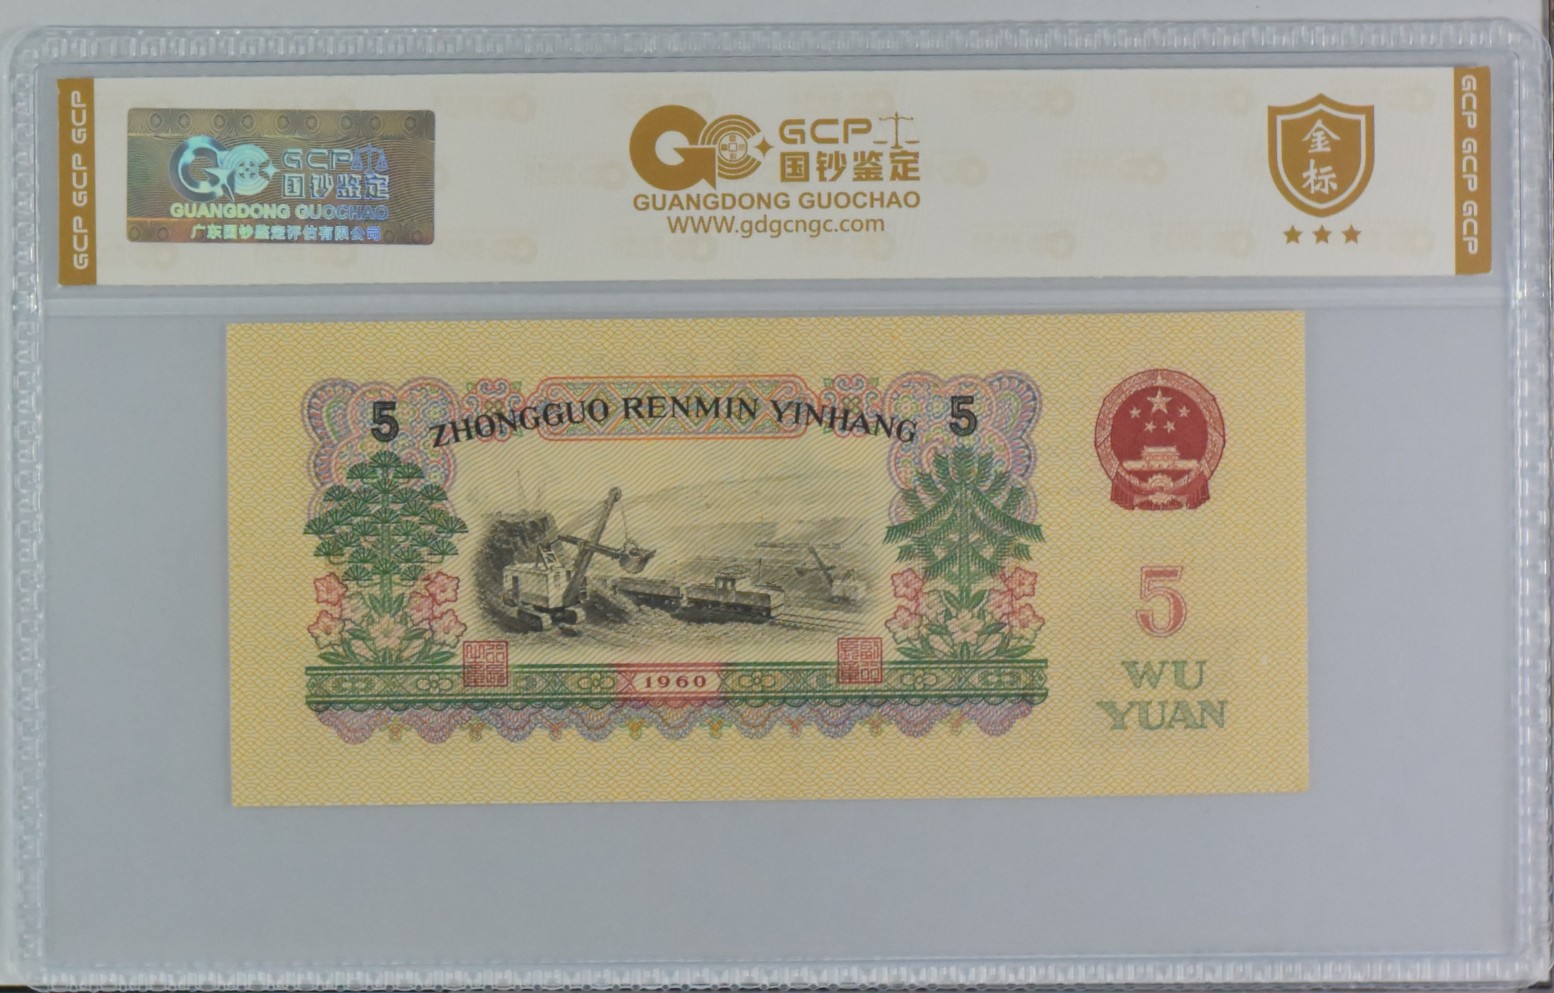 GCP GCP GCP
GCP
国钞鉴定
GUANGDONG GUOCHAO
广东国钞鉴定评估有限公司
GCP
国钞鉴定
GUANGDONG GUOCHAO
WWW.gdgcngc.com
金
标
GCP GCP GCP
5
ZHONGGUO RENMIN YINHANG
5
1960
5
WU
YUAN